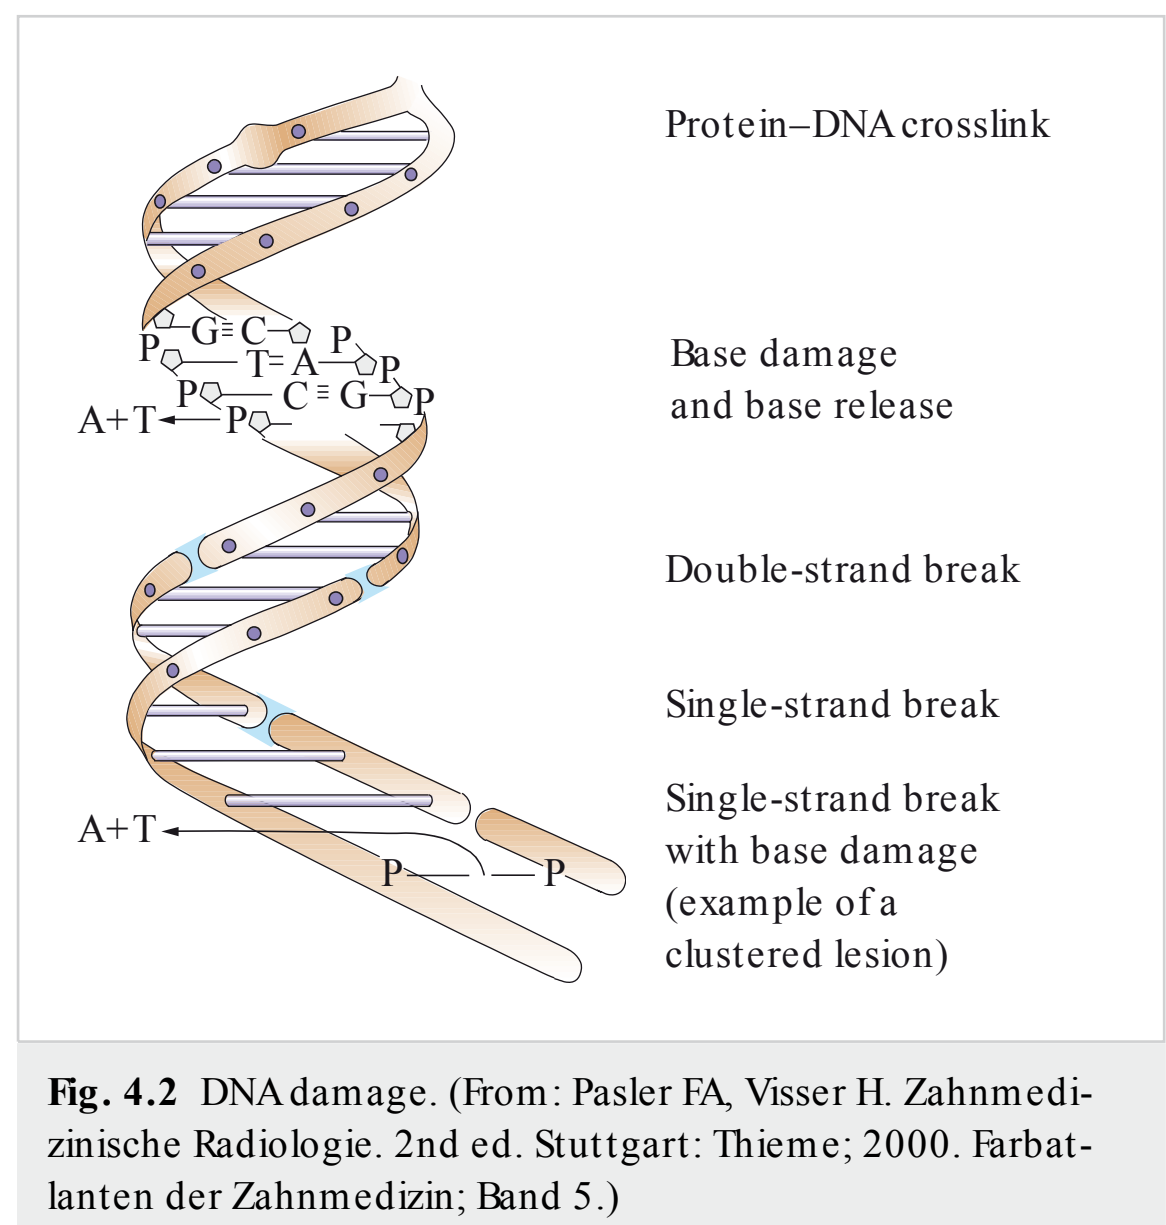 Protein–DNA crosslink
P G≡C P
T=A P
Base damage
and base release
P C≡G P
A+T P
Double-strand break
Single-strand break
Single-strand break
with base damage
(example of a
clustered lesion)
A+T
P P
Fig. 4.2 DNA damage. (From: Pasler FA, Visser H. Zahnmedi-
zinische Radiologie. 2nd ed. Stuttgart: Thieme; 2000. Farbat-
lanten der Zahnmedizin; Band 5.)